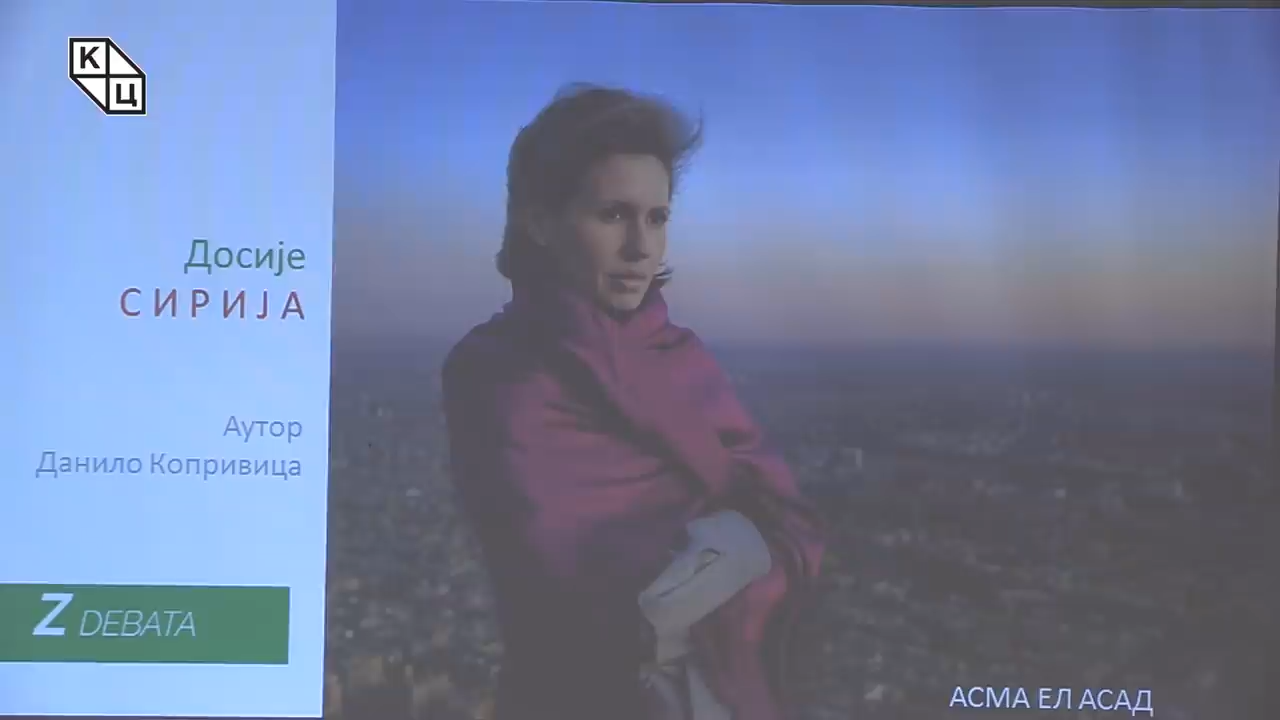 К
Ц
Досије
СИРИЈА
Аутор
Данило Копривица
Z DEBATA
АСМА ЕЛ АСАД